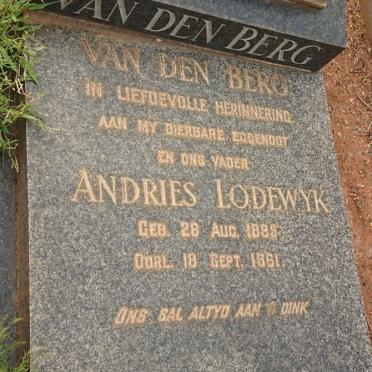 VAN DEN BERG
VAN DEN BERG
IN LIEFDEVOLLE HERINNERING
AAN MY DIERBARE EGGENOOT
EN ONS VADER
ANDRIES LODEWYK
GEB. 28 AUG.
OORL. 18 SEPT. 1961.
ONS SAL ALTYD AAN U DINK